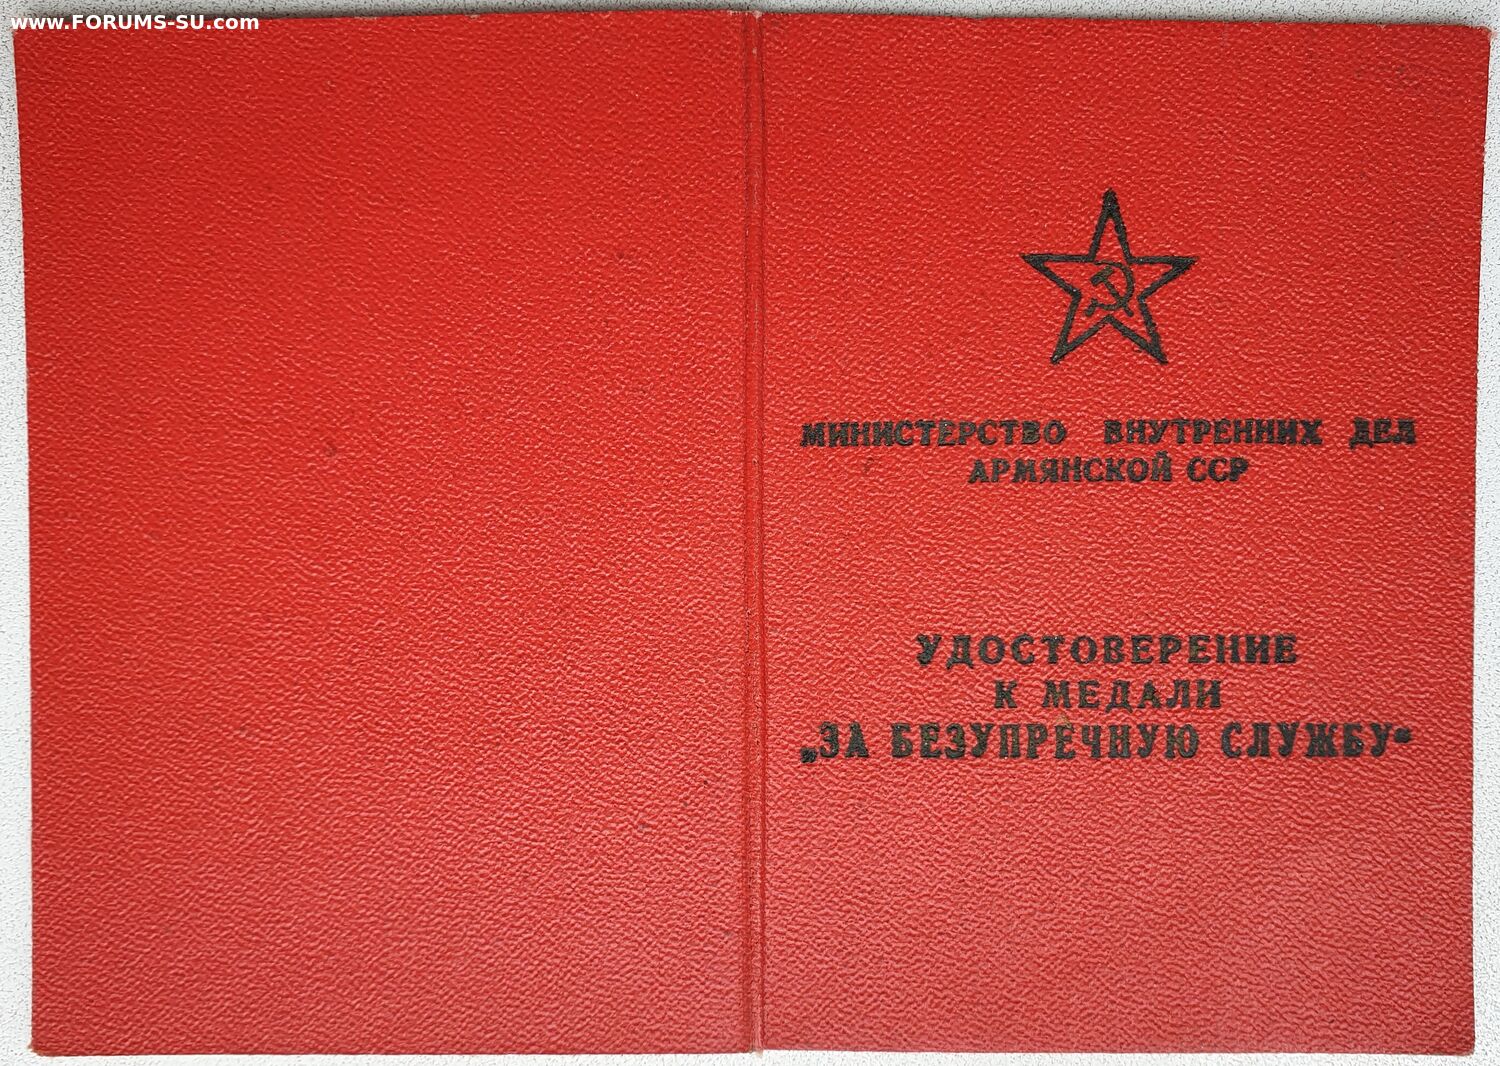 www.FORUMS-SU.com
МИНИСТЕРСТВО ВНУТРЕННИХ ДЕЛ
АРМЯНСКОЙ ССР
УДОСТОВЕРЕНИЕ
К МЕДАЛИ
„ЗА БЕЗУПРЕЧНУЮ СЛУЖБУ“